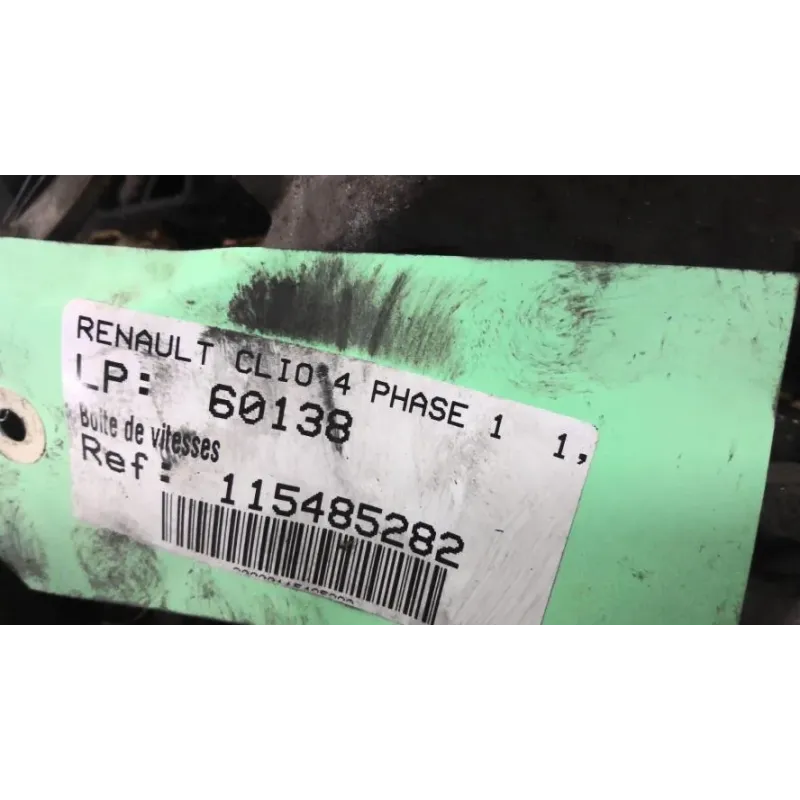 RENAULT CLIO 4 PHASE 1 1,
LP: 60138
Boite de vitesses
Ref: 115485282